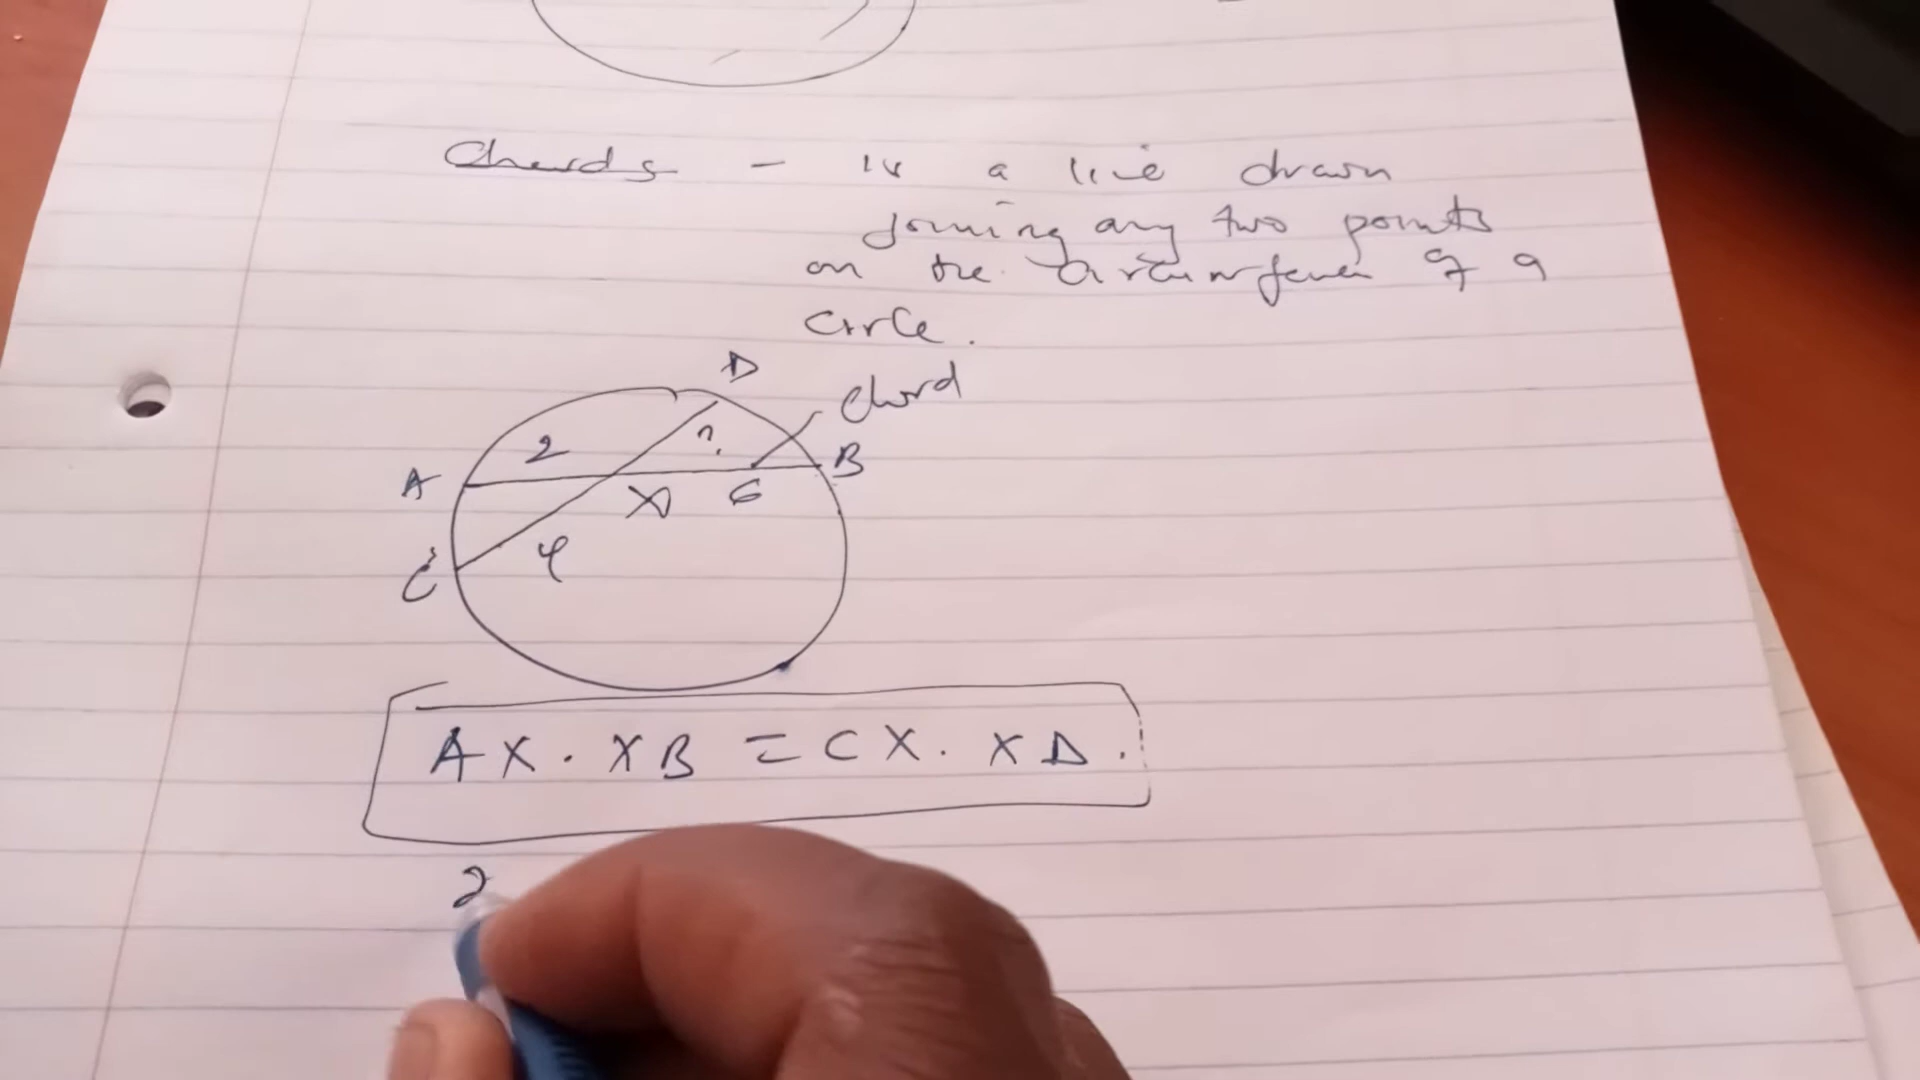 Chords - is a line drawn
joining any two points
on the circumference of a
circle.
D
chord
2
?
A
B
X
6
4
C
AX . XB = CX . XD .
2